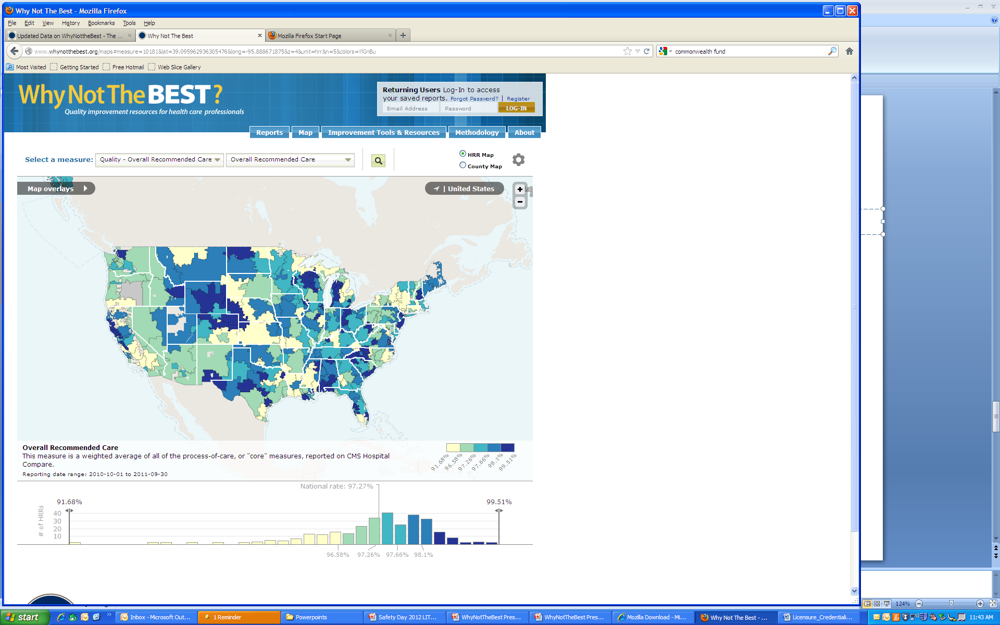 Why Not The Best - Mozilla Firefox
File Edit View History Bookmarks Tools Help
Updated Data on WhyNottheBest - The ...
Why Not The Best
Mozilla Firefox Start Page
www.whynotthebest.org/maps#measure=10181&lat=39.095962936305476&long=-95.888671875&z=4&unit=hrr&n=5&colors=YlGnBu
commonwealth fund
Most Visited Getting Started Free Hotmail Web Slice Gallery
WhyNotTheBEST?
Quality improvement resources for health care professionals
Returning Users Log-In to access
your saved reports. Forgot Password? | Register
Email Address Password LOG-IN
Reports Map Improvement Tools & Resources Methodology About
Select a measure: Quality - Overall Recommended Care Overall Recommended Care
HRR Map
County Map
Map overlays
| United States
+
−
Overall Recommended Care
This measure is a weighted average of all of the process-of-care, or "core" measures, reported on CMS Hospital
Compare.
Reporting date range: 2010-10-01 to 2011-09-30
91.68% 96.58% 97.26% 97.66% 98.1% 99.51%
National rate: 97.27%
91.68% 99.51%
# of HRRs
40
30
20
10
96.58% 97.26% 97.66% 98.1%
124%
start
Inbox - Microsoft Out...
1 Reminder
Powerpoints
Safety Day 2012 LIT...
WhyNotTheBest Pres...
WhyNotTheBest Pres...
Mozilla Download - Mi...
Why Not The Best - ...
Licensure_Credentiali...
11:43 AM